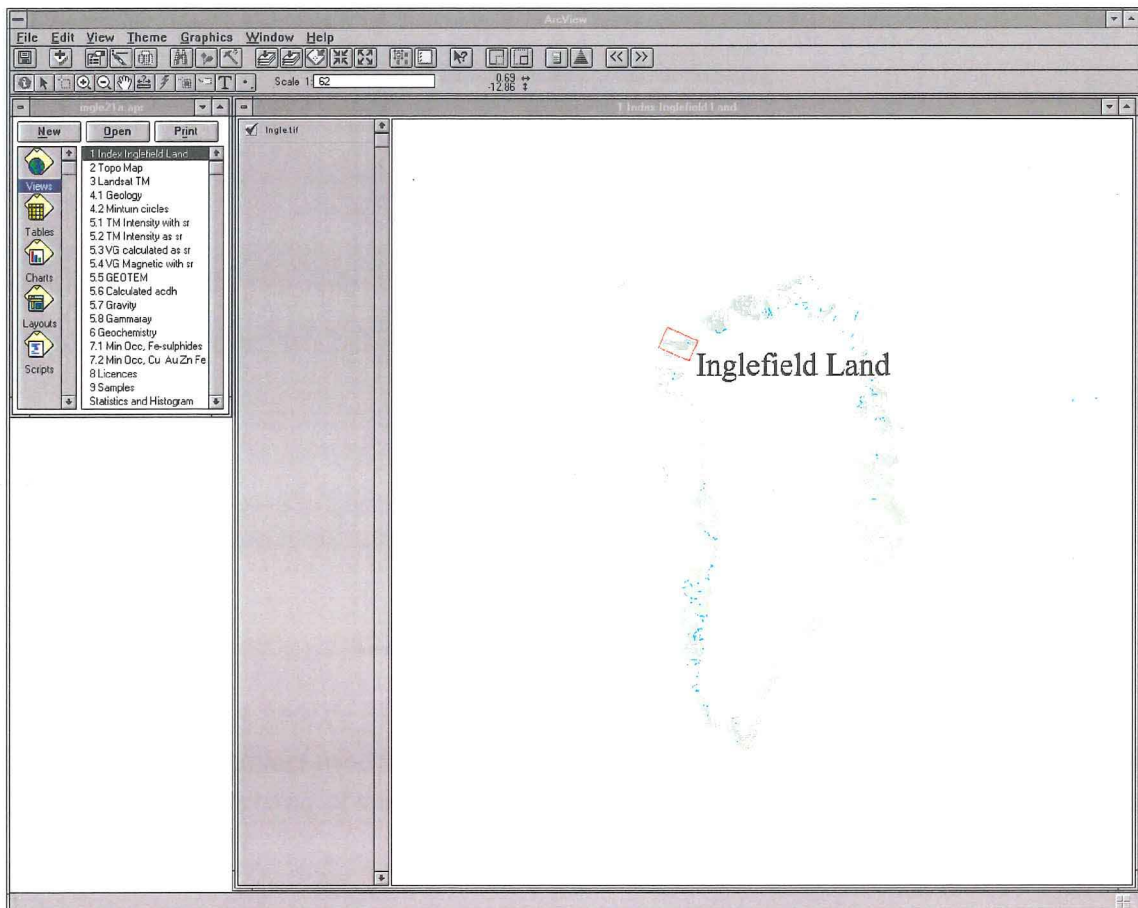 ArcView
File Edit View Theme Graphics Window Help
Scale 1: 62
0.69
-12.86
ingle21a.apr
1 Index Inglefield Land
New Open Print
Views
Tables
Charts
Layouts
Scripts
1 Index Inglefield Land
2 Topo Map
3 Landsat TM
4.1 Geology
4.2 Minturn circles
5.1 TM Intensity with sr
5.2 TM Intensity as sr
5.3 VG calculated as sr
5.4 VG Magnetic with sr
5.5 GEOTEM
5.6 Calculated acdh
5.7 Gravity
5.8 Gammaray
6 Geochemistry
7.1 Min Occ, Fe-sulphides
7.2 Min Occ, Cu Au Zn Fe
8 Licences
9 Samples
Statistics and Histogram
Ingle.tif
Inglefield Land